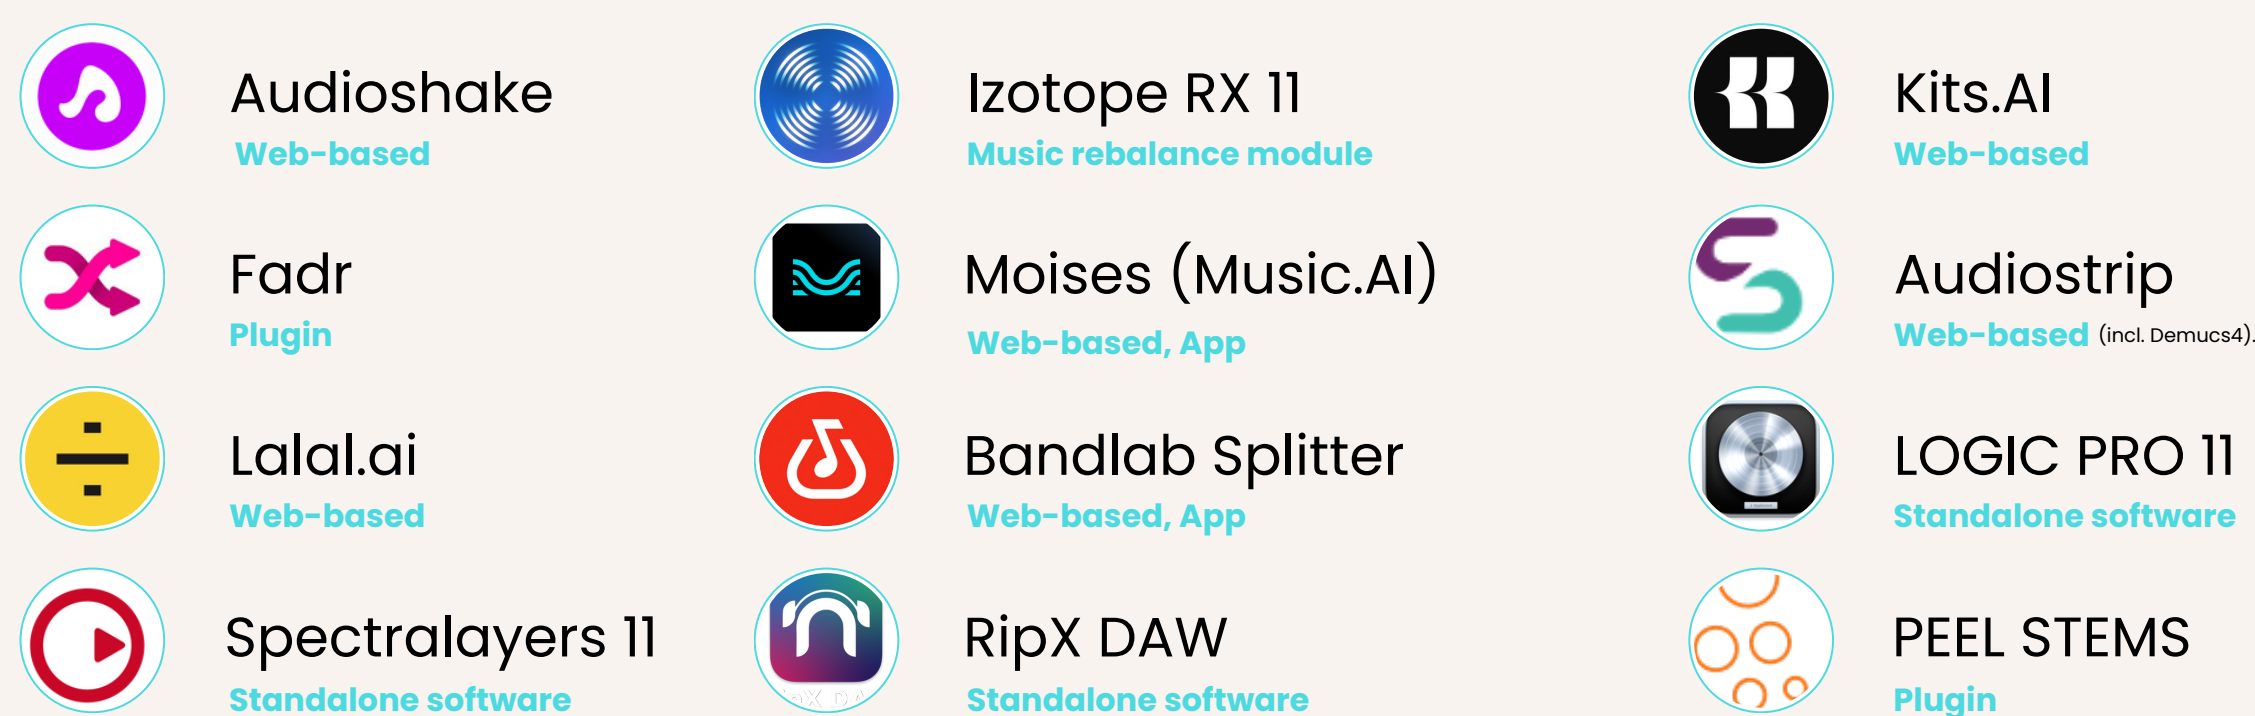 Audioshake
Web-based
Izotope RX 11
Music rebalance module
Kits.AI
Web-based
Fadr
Plugin
Moises (Music.AI)
Web-based, App
Audiostrip
Web-based (incl. Demucs4).
Lalal.ai
Web-based
Bandlab Splitter
Web-based, App
LOGIC PRO 11
Standalone software
Spectralayers 11
Standalone software
RipX DAW
Standalone software
PEEL STEMS
Plugin